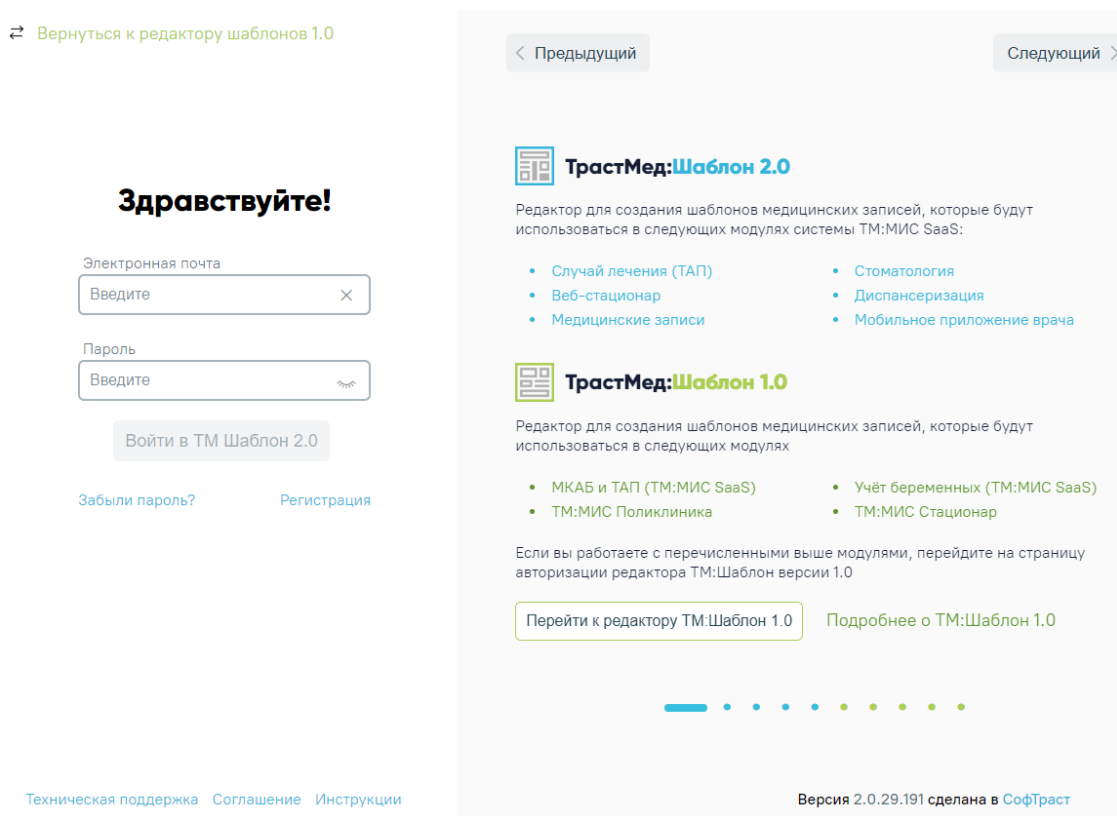 Вернуться к редактору шаблонов 1.0
Здравствуйте!
Электронная почта
Введите
Пароль
Введите
Войти в ТМ Шаблон 2.0
Забыли пароль? Регистрация
Техническая поддержка Соглашение Инструкции
Предыдущий Следующий
ТрастМед:Шаблон 2.0
Редактор для создания шаблонов медицинских записей, которые будут
использоваться в следующих модулях системы ТМ:МИС SaaS:
• Случай лечения (ТАП) • Стоматология
• Веб-стационар • Диспансеризация
• Медицинские записи • Мобильное приложение врача
ТрастМед:Шаблон 1.0
Редактор для создания шаблонов медицинских записей, которые будут
использоваться в следующих модулях
• МКАБ и ТАП (ТМ:МИС SaaS) • Учёт беременных (ТМ:МИС SaaS)
• ТМ:МИС Поликлиника • ТМ:МИС Стационар
Если вы работаете с перечисленными выше модулями, перейдите на страницу
авторизации редактора ТМ:Шаблон версии 1.0
Перейти к редактору ТМ:Шаблон 1.0 Подробнее о ТМ:Шаблон 1.0
Версия 2.0.29.191 сделана в СофТраст